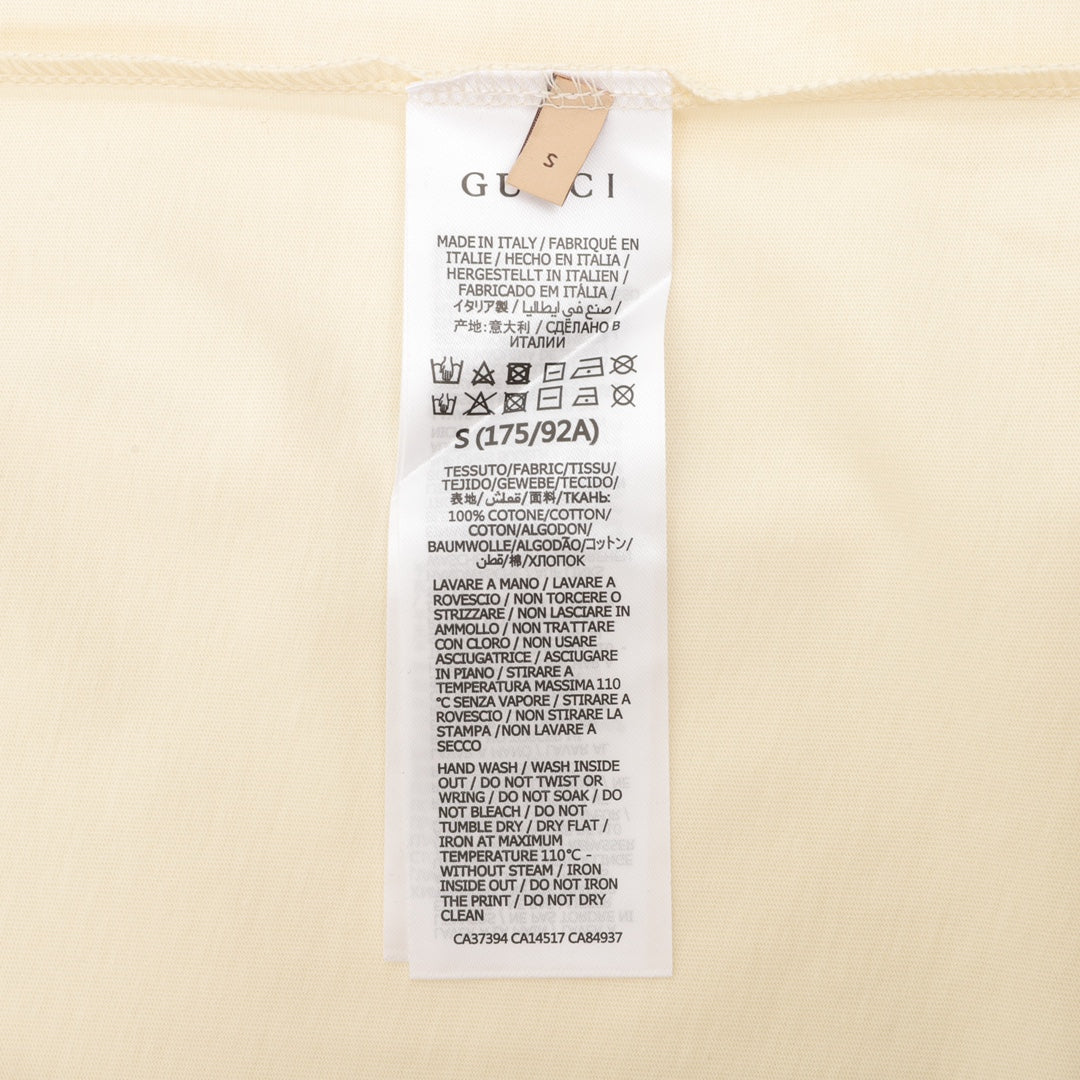 S
GUCCI
MADE IN ITALY / FABRIQUÉ EN
ITALIE / HECHO EN ITALIA /
HERGESTELLT IN ITALIEN /
FABRICADO EM ITÁLIA /
イタリア製 / صنع في ايطاليا /
产地:意大利 / СДЕЛАНО В
ИТАЛИИ
S (175/92A)
TESSUTO/FABRIC/TISSU/
TEJIDO/GEWEBE/TECIDO/
表地/قماش/面料/ТКАНЬ:
100% COTONE/COTTON/
COTON/ALGODON/
BAUMWOLLE/ALGODÃO/コットン/
قطن/棉/ХЛОПОК
LAVARE A MANO / LAVARE A
ROVESCIO / NON TORCERE O
STRIZZARE / NON LASCIARE IN
AMMOLLO / NON TRATTARE
CON CLORO / NON USARE
ASCIUGATRICE / ASCIUGARE
IN PIANO / STIRARE A
TEMPERATURA MASSIMA 110
°C SENZA VAPORE / STIRARE A
ROVESCIO / NON STIRARE LA
STAMPA /NON LAVARE A
SECCO
HAND WASH / WASH INSIDE
OUT / DO NOT TWIST OR
WRING / DO NOT SOAK / DO
NOT BLEACH / DO NOT
TUMBLE DRY / DRY FLAT /
IRON AT MAXIMUM
TEMPERATURE 110°C -
WITHOUT STEAM / IRON
INSIDE OUT / DO NOT IRON
THE PRINT / DO NOT DRY
CLEAN
CA37394 CA14517 CA84937